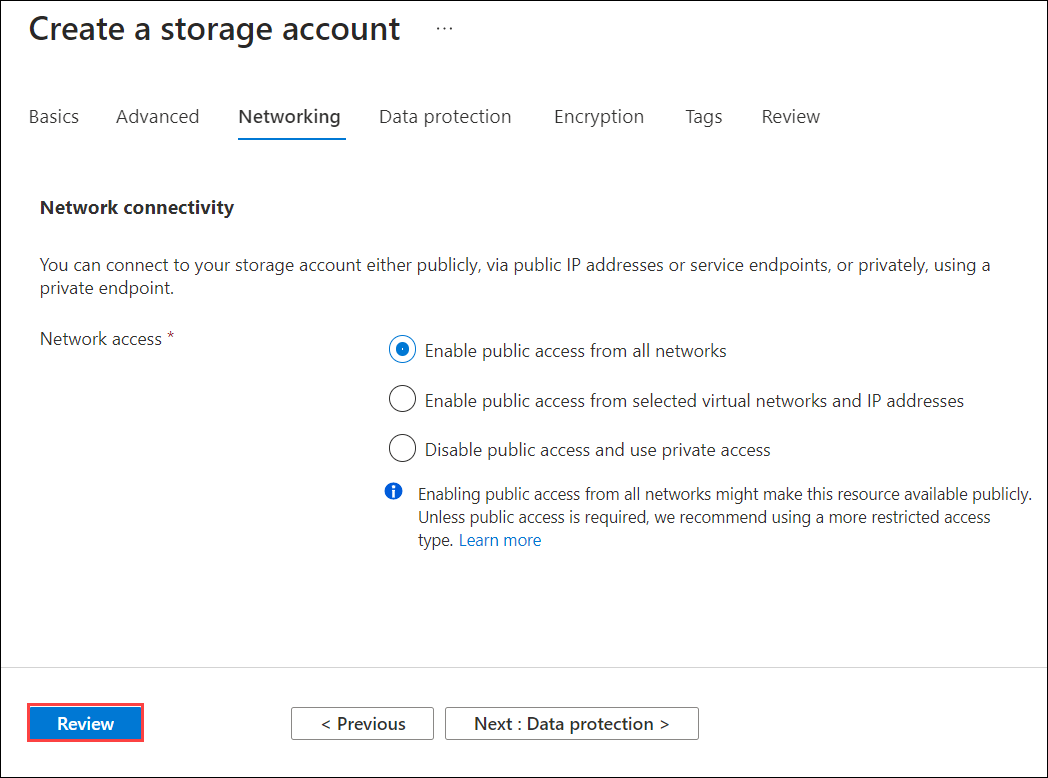 Create a storage account ...
Basics Advanced Networking Data protection Encryption Tags Review
Network connectivity
You can connect to your storage account either publicly, via public IP addresses or service endpoints, or privately, using a
private endpoint.
Network access *
Enable public access from all networks
Enable public access from selected virtual networks and IP addresses
Disable public access and use private access
Enabling public access from all networks might make this resource available publicly.
Unless public access is required, we recommend using a more restricted access
type. Learn more
Review < Previous Next : Data protection >